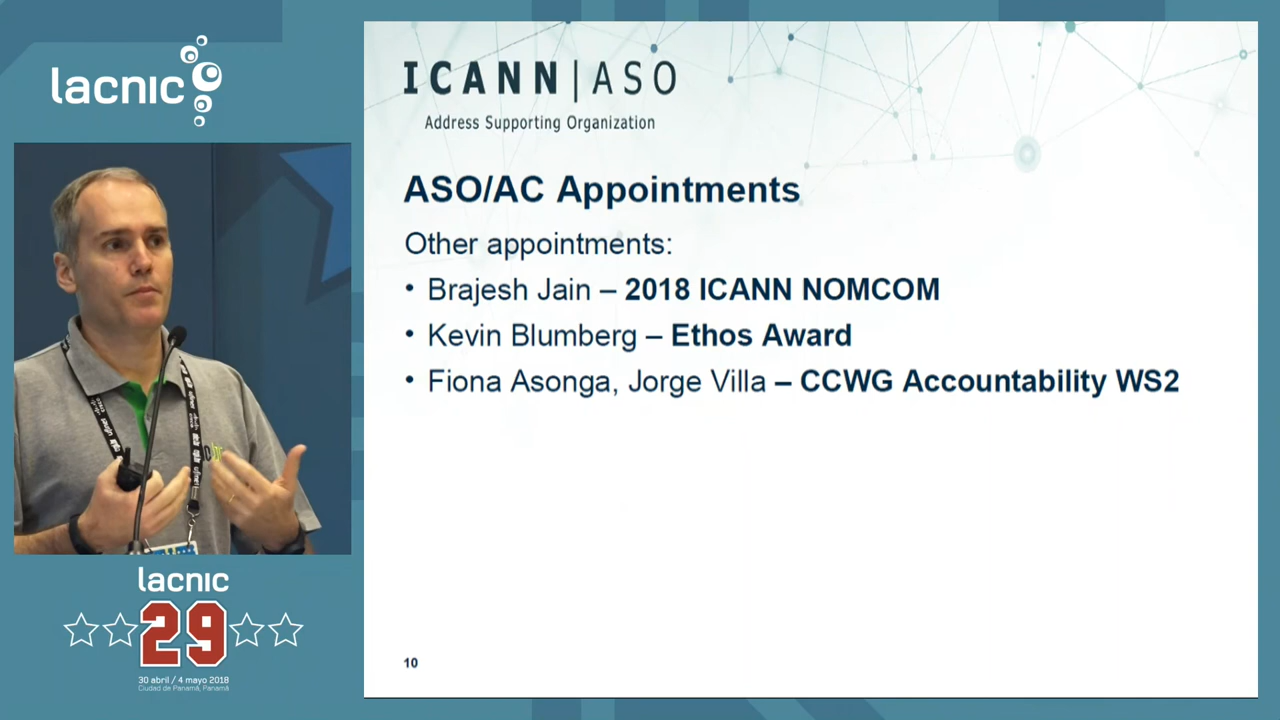 lacnic
ICANN | ASO
Address Supporting Organization
ASO/AC Appointments
Other appointments:
• Brajesh Jain – 2018 ICANN NOMCOM
• Kevin Blumberg – Ethos Award
• Fiona Asonga, Jorge Villa – CCWG Accountability WS2
10
lacnic
29
30 abril / 4 mayo 2018
Ciudad de Panamá, Panamá